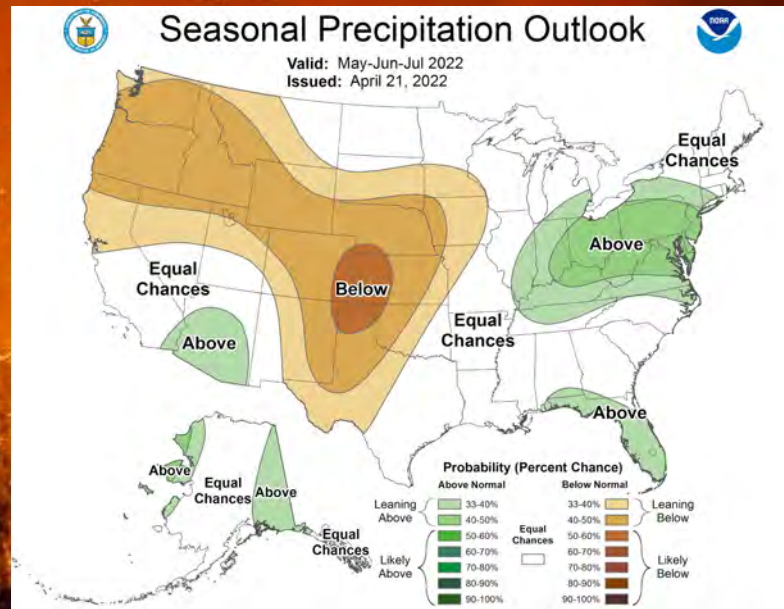 Seasonal Precipitation Outlook
NOAA
Valid: May-Jun-Jul 2022
Issued: April 21, 2022
Equal
Chances
Above
Equal
Chances
Below
Equal
Chances
Above
Above
Above
Equal
Chances
Above
Equal
Chances
Probability (Percent Chance)
Above Normal
Below Normal
Leaning
Above
33-40%
40-50%
50-60%
60-70%
70-80%
80-90%
90-100%
Likely
Above
Equal
Chances
33-40%
40-50%
50-60%
60-70%
70-80%
80-90%
90-100%
Leaning
Below
Likely
Below